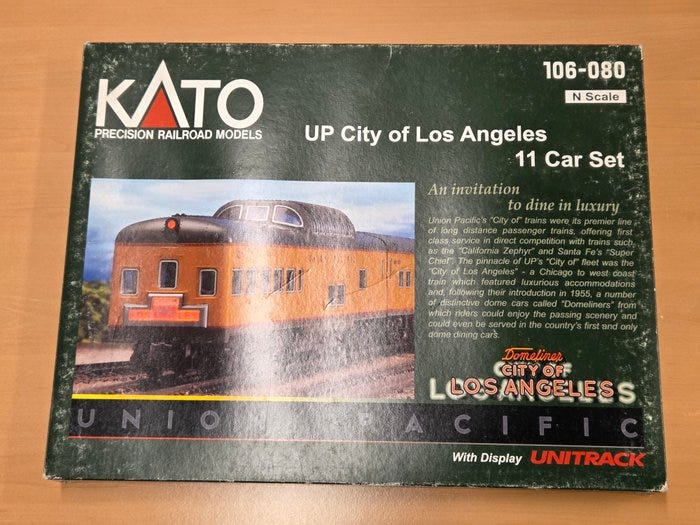 KATO
PRECISION RAILROAD MODELS
106-080
N Scale
UP City of Los Angeles
11 Car Set
An invitation
to dine in luxury
Union Pacific's "City of" trains were its premier line
of long distance passenger trains, offering first
class service in direct competition with trains such
as the "California Zephyr" and Santa Fe's "Super
Chief". The pinnacle of UP's "City of" fleet was the
"City of Los Angeles" - a Chicago to west coast
train which featured luxurious accommodations
and, following their introduction in 1955, a number
of distinctive dome cars called "Domeliners" from
which riders could enjoy the passing scenery and
could even be served in the country's first and only
dome dining cars.
Domeliner
CITY OF
LOS ANGELES
UNION PACIFIC
With Display UNITRACK